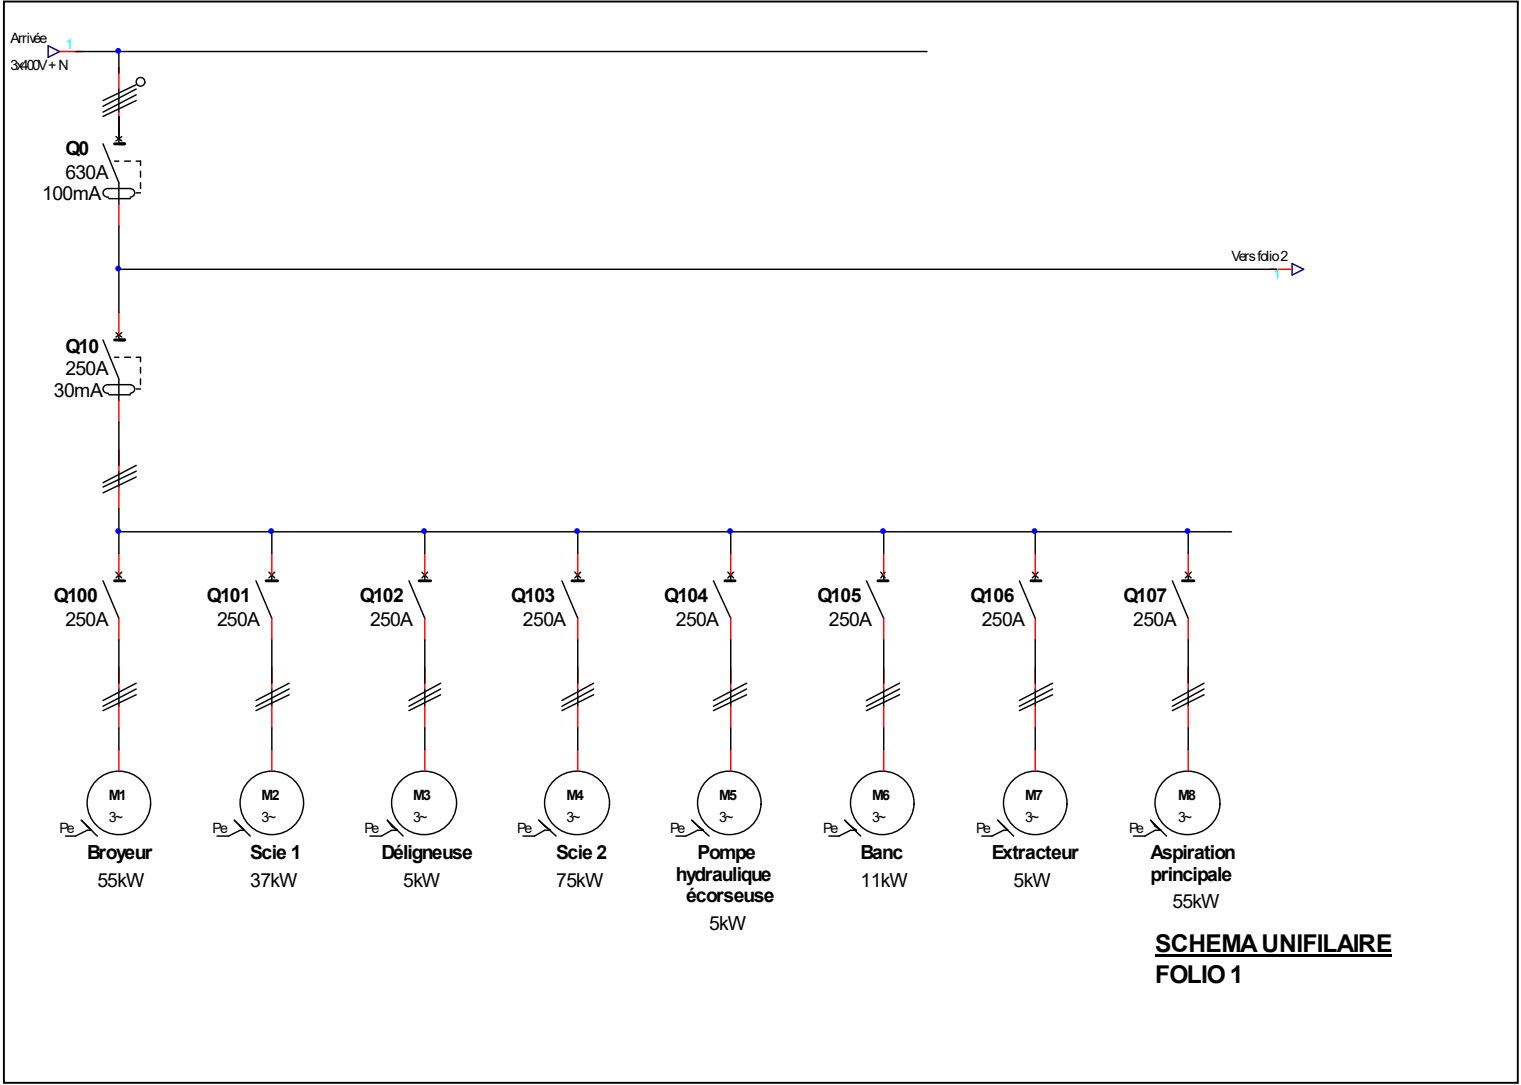 Arrivée
1
3x400V + N
Q0
630A
100mA
Vers folio 2
1
Q10
250A
30mA
Q100
250A
Q101
250A
Q102
250A
Q103
250A
Q104
250A
Q105
250A
Q106
250A
Q107
250A
M1
3~
Pe
Broyeur
55kW
M2
3~
Pe
Scie 1
37kW
M3
3~
Pe
Déligneuse
5kW
M4
3~
Pe
Scie 2
75kW
M5
3~
Pe
Pompe
hydraulique
écorseuse
5kW
M6
3~
Pe
Banc
11kW
M7
3~
Pe
Extracteur
5kW
M8
3~
Pe
Aspiration
principale
55kW
SCHEMA UNIFILAIRE
FOLIO 1